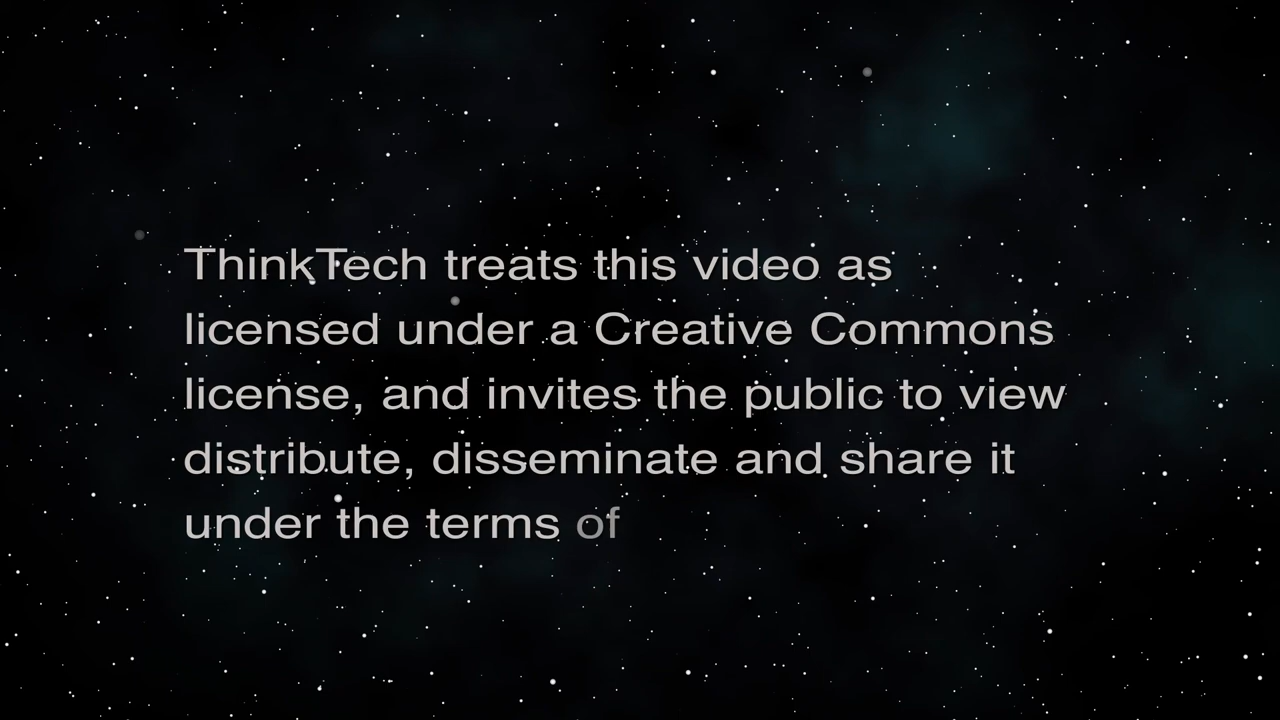 ThinkTech treats this video as
licensed under a Creative Commons
license, and invites the public to view
distribute, disseminate and share it
under the terms of